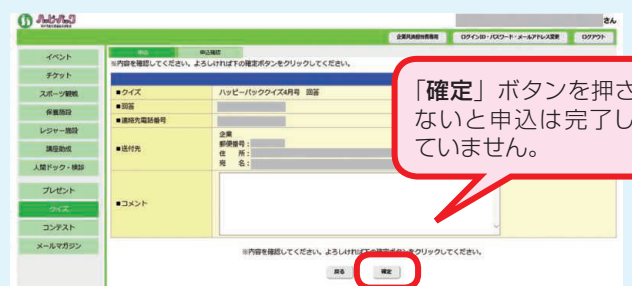 ハッピーパック
さん
企業共済担当者専用 ログインID・パスワード・メールアドレス変更 ログアウト
申込 申込確認
※内容を確認してください。よろしければ下の確定ボタンをクリックしてください。
イベント
チケット
スポーツ観戦
保養施設
レジャー施設
講座助成
人間ドック・検診
プレゼント
クイズ
コンテスト
メールマガジン
■クイズ ハッピーパッククイズ4月号 回答
■回答
■連絡先電話番号
■送付先
企業
郵便番号:
住 所:
宛 名:
■コメント
「確定」ボタンを押さ
ないと申込は完了し
ていません。
※内容を確認してください。よろしければ下の確定ボタンをクリックしてください。
戻る 確定